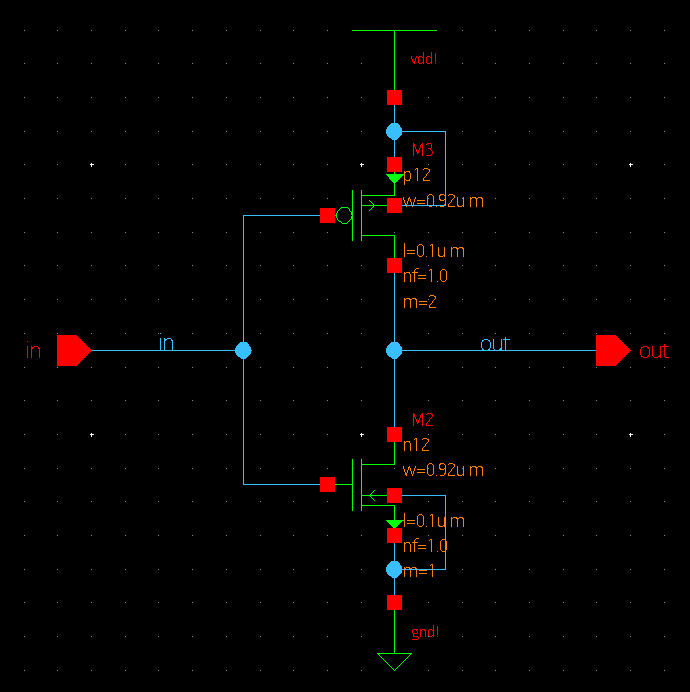 vdd!
M3
p12
w=0.92u m
l=0.1u m
nf=1.0
m=2
in
in
out
out
M2
n12
w=0.92u m
l=0.1u m
nf=1.0
m=1
gnd!